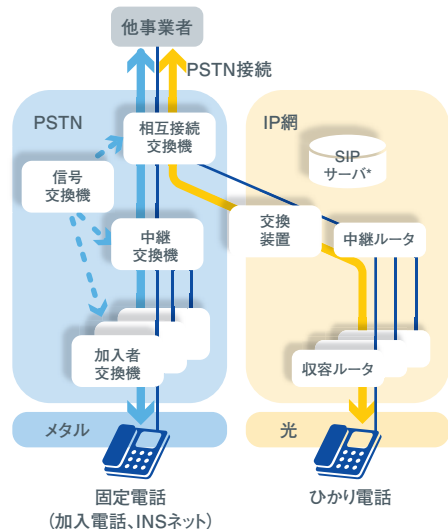 他事業者
PSTN接続
PSTN
IP網
相互接続
交換機
SIP
サーバ*
信号
交換機
交換
装置
中継
交換機
中継ルータ
加入者
交換機
収容ルータ
メタル
光
固定電話
(加入電話、INSネット)
ひかり電話